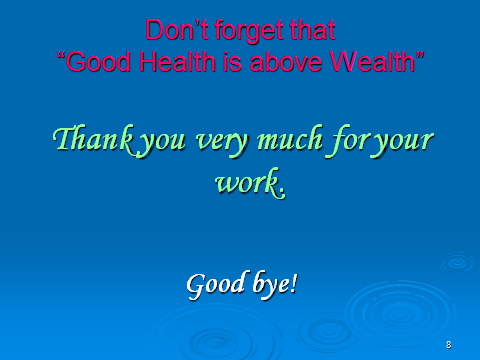 Don't forget that
“Good Health is above Wealth”
Thank you very much for your
work.
Good bye!
8